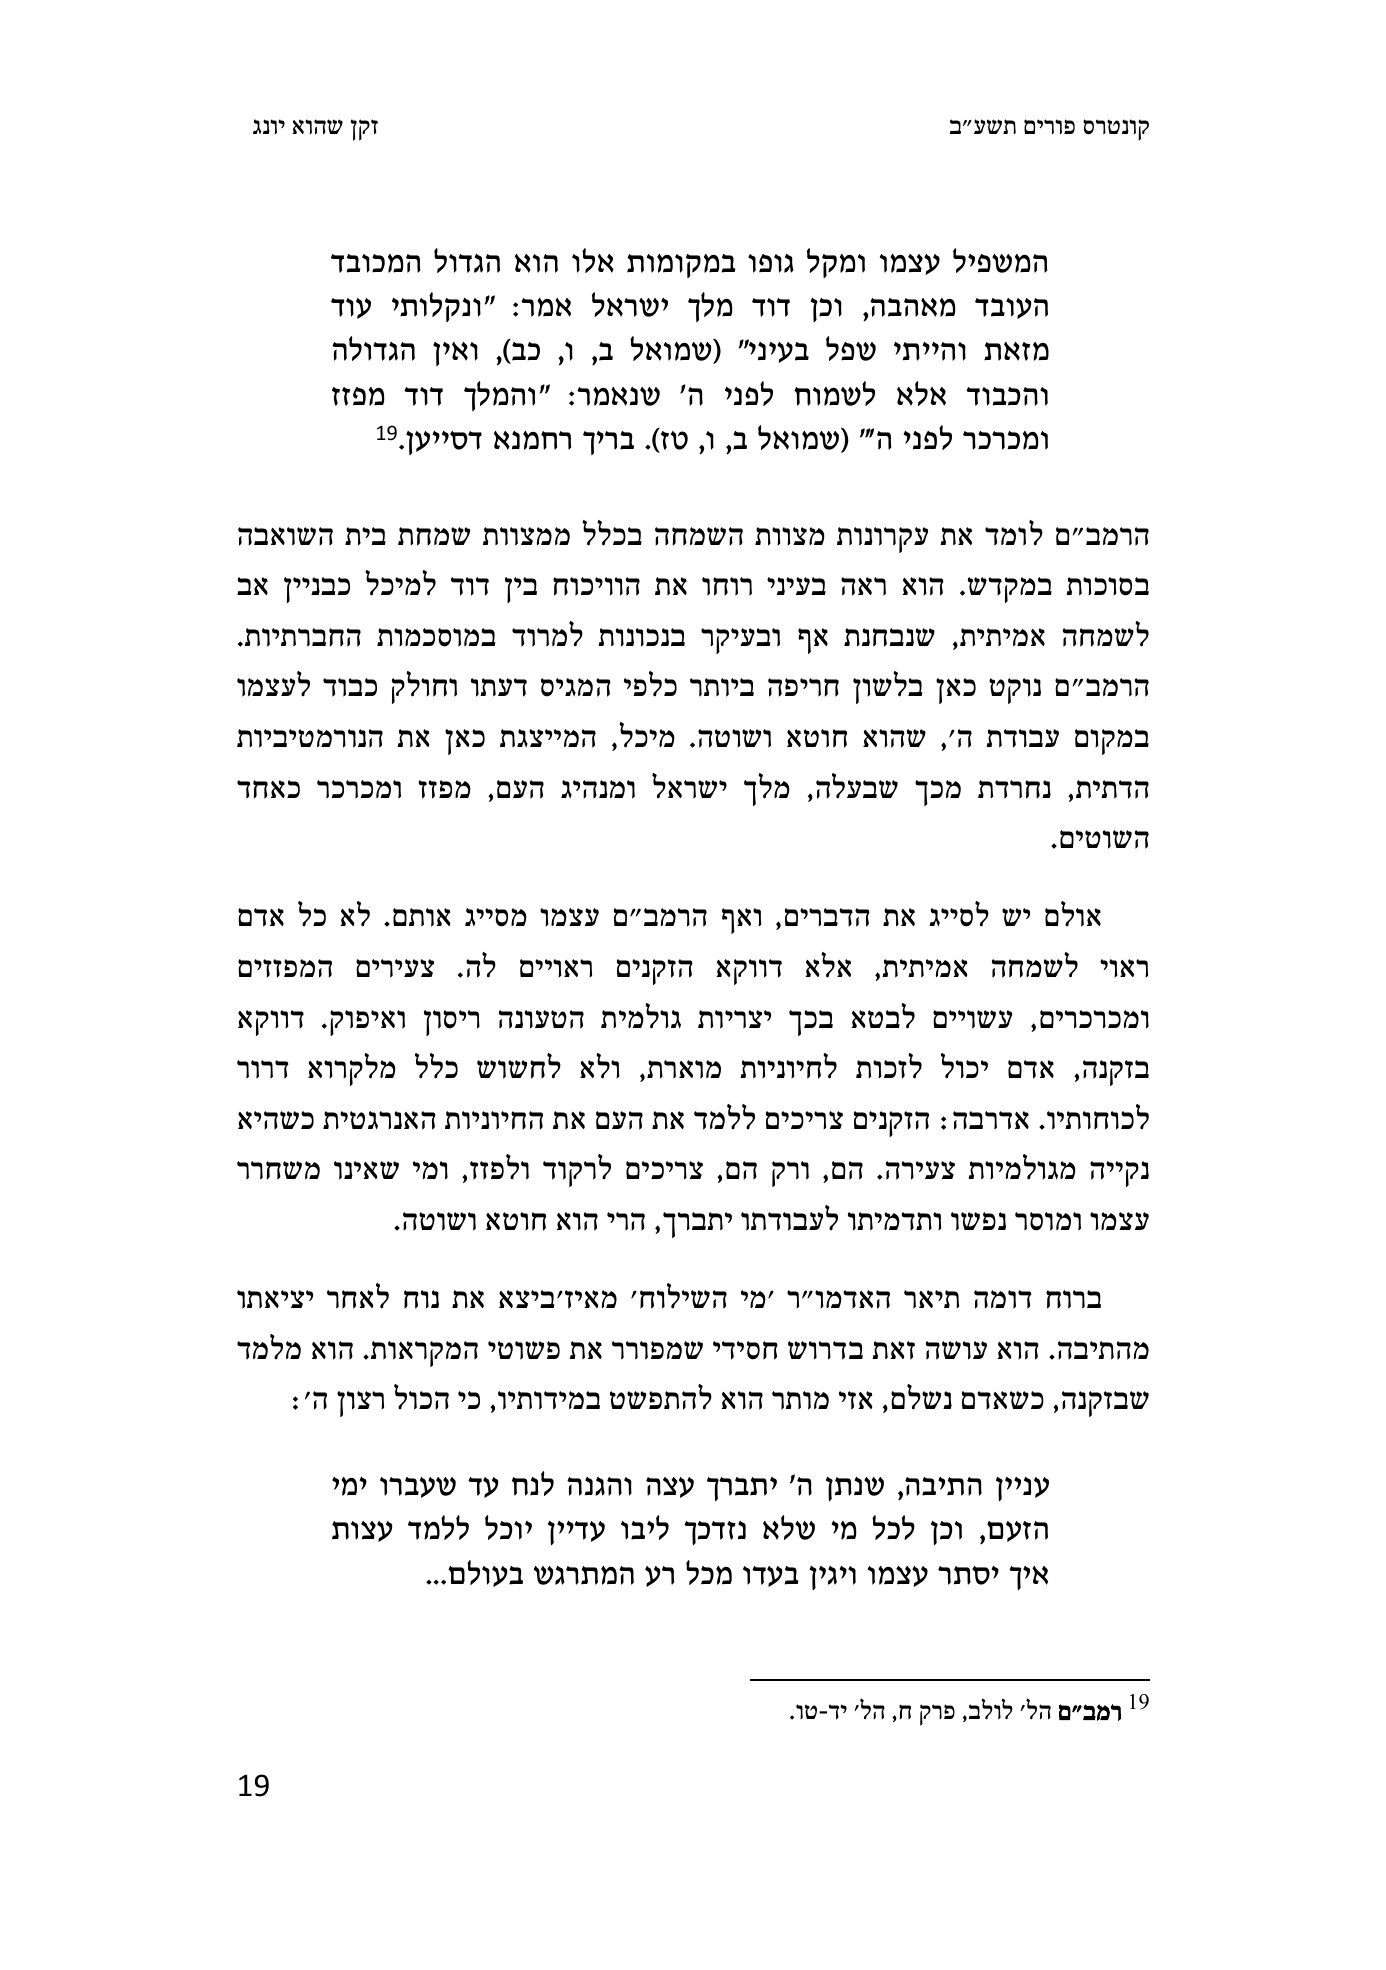 קונטרס פורים תשע״ב זקן שהוא יונג
המשפיל עצמו ומקל גופו במקומות אלו הוא הגדול המכובד
העובד מאהבה, וכן דוד מלך ישראל אמר: "ונקלותי עוד
מזאת והייתי שפל בעיני" (שמואל ב, ו, כב), ואין הגדולה
והכבוד אלא לשמוח לפני ה' שנאמר: "והמלך דוד מפזז
ומכרכר לפני ה'" (שמואל ב, ו, טז). בריך רחמנא דסייען.19
הרמב״ם לומד את עקרונות מצוות השמחה בכלל ממצוות שמחת בית השואבה
בסוכות במקדש. הוא ראה בעיני רוחו את הוויכוח בין דוד למיכל כבניין אב
לשמחה אמיתית, שנבחנת אף ובעיקר בנכונות למרוד במוסכמות החברתיות.
הרמב״ם נוקט כאן בלשון חריפה ביותר כלפי המגיס דעתו וחולק כבוד לעצמו
במקום עבודת ה׳, שהוא חוטא ושוטה. מיכל, המייצגת כאן את הנורמטיביות
הדתית, נחרדת מכך שבעלה, מלך ישראל ומנהיג העם, מפזז ומכרכר כאחד
השוטים.
אולם יש לסייג את הדברים, ואף הרמב״ם עצמו מסייג אותם. לא כל אדם
ראוי לשמחה אמיתית, אלא דווקא הזקנים ראויים לה. צעירים המפזזים
ומכרכרים, עשויים לבטא בכך יצריות גולמית הטעונה ריסון ואיפוק. דווקא
בזקנה, אדם יכול לזכות לחיוניות מוארת, ולא לחשוש כלל מלקרוא דרור
לכוחותיו. אדרבה: הזקנים צריכים ללמד את העם את החיוניות האנרגטית כשהיא
נקייה מגולמיות צעירה. הם, ורק הם, צריכים לרקוד ולפזז, ומי שאינו משחרר
עצמו ומוסר נפשו ותדמיתו לעבודתו יתברך, הרי הוא חוטא ושוטה.
ברוח דומה תיאר האדמו״ר ׳מי השילוח׳ מאיז׳ביצא את נוח לאחר יציאתו
מהתיבה. הוא עושה זאת בדרוש חסידי שמפורר את פשוטי המקראות. הוא מלמד
שבזקנה, כשאדם נשלם, אזי מותר הוא להתפשט במידותיו, כי הכול רצון ה׳:
עניין התיבה, שנתן ה' יתברך עצה והגנה לנח עד שעברו ימי
הזעם, וכן לכל מי שלא נזדכך ליבו עדיין יוכל ללמד עצות
איך יסתר עצמו ויגין בעדו מכל רע המתרגש בעולם...
19 רמב״ם הל׳ לולב, פרק ח, הל׳ יד-טו.
19